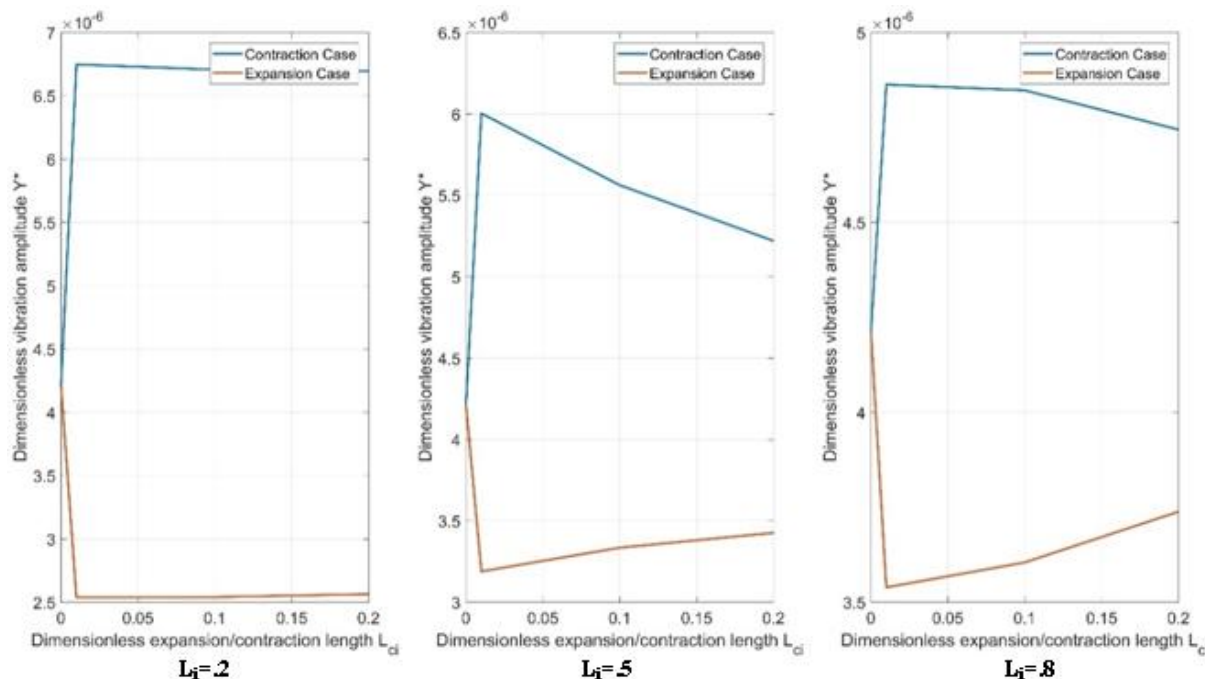 ×10⁻⁶
7
6.5
6
5.5
5
4.5
4
3.5
3
2.5
Dimensionless vibration amplitude Y*
Contraction Case
Expansion Case
0 0.05 0.1 0.15 0.2
Dimensionless expansion/contraction length L_ci
L_i=.2
×10⁻⁶
6.5
6
5.5
5
4.5
4
3.5
3
Dimensionless vibration amplitude Y*
Contraction Case
Expansion Case
0 0.05 0.1 0.15 0.2
Dimensionless expansion/contraction length L_ci
L_i=.5
×10⁻⁶
5
4.5
4
3.5
Dimensionless vibration amplitude Y*
Contraction Case
Expansion Case
0 0.05 0.1 0.15 0.2
Dimensionless expansion/contraction length L_ci
L_i=.8